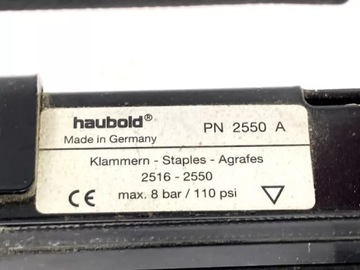 haubold® PN 2550 A
Made in Germany
Klammern - Staples - Agrafes
2516 - 2550
CE max. 8 bar / 110 psi